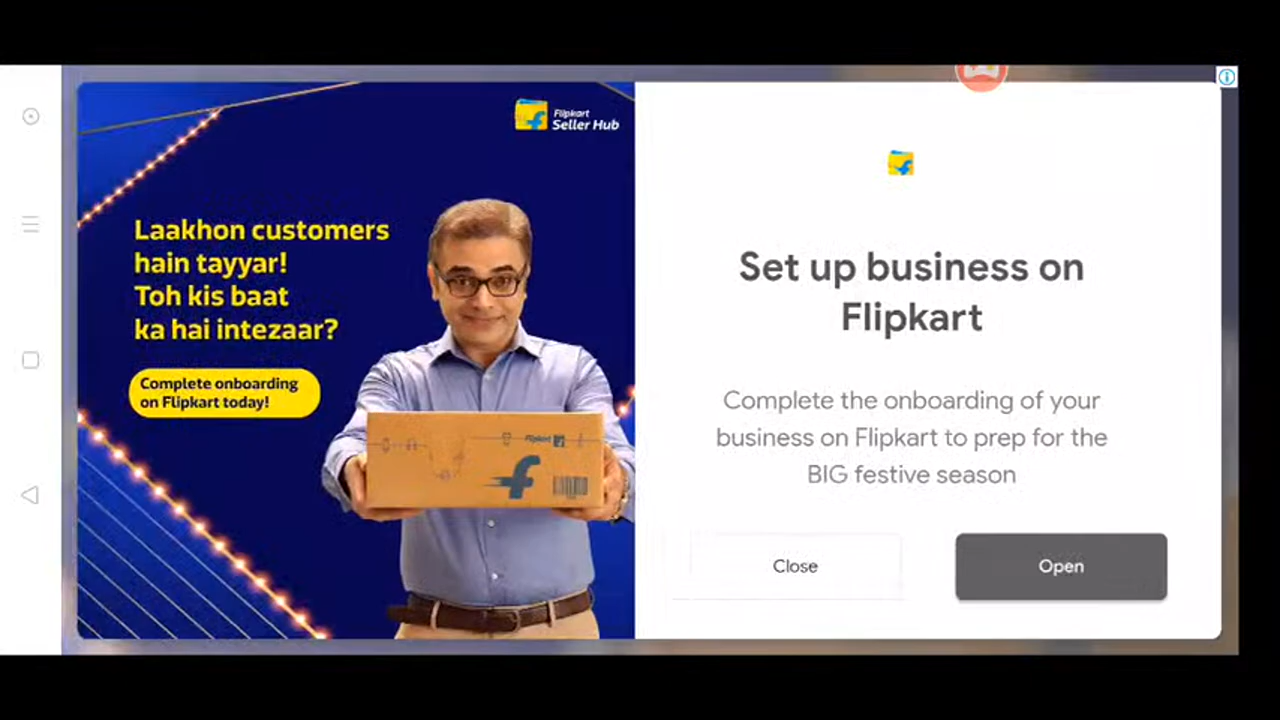 Flipkart
Seller Hub
Laakhon customers
hain tayyar!
Toh kis baat
ka hai intezaar?
Complete onboarding
on Flipkart today!
Flipkart
Set up business on
Flipkart
Complete the onboarding of your
business on Flipkart to prep for the
BIG festive season
Close
Open